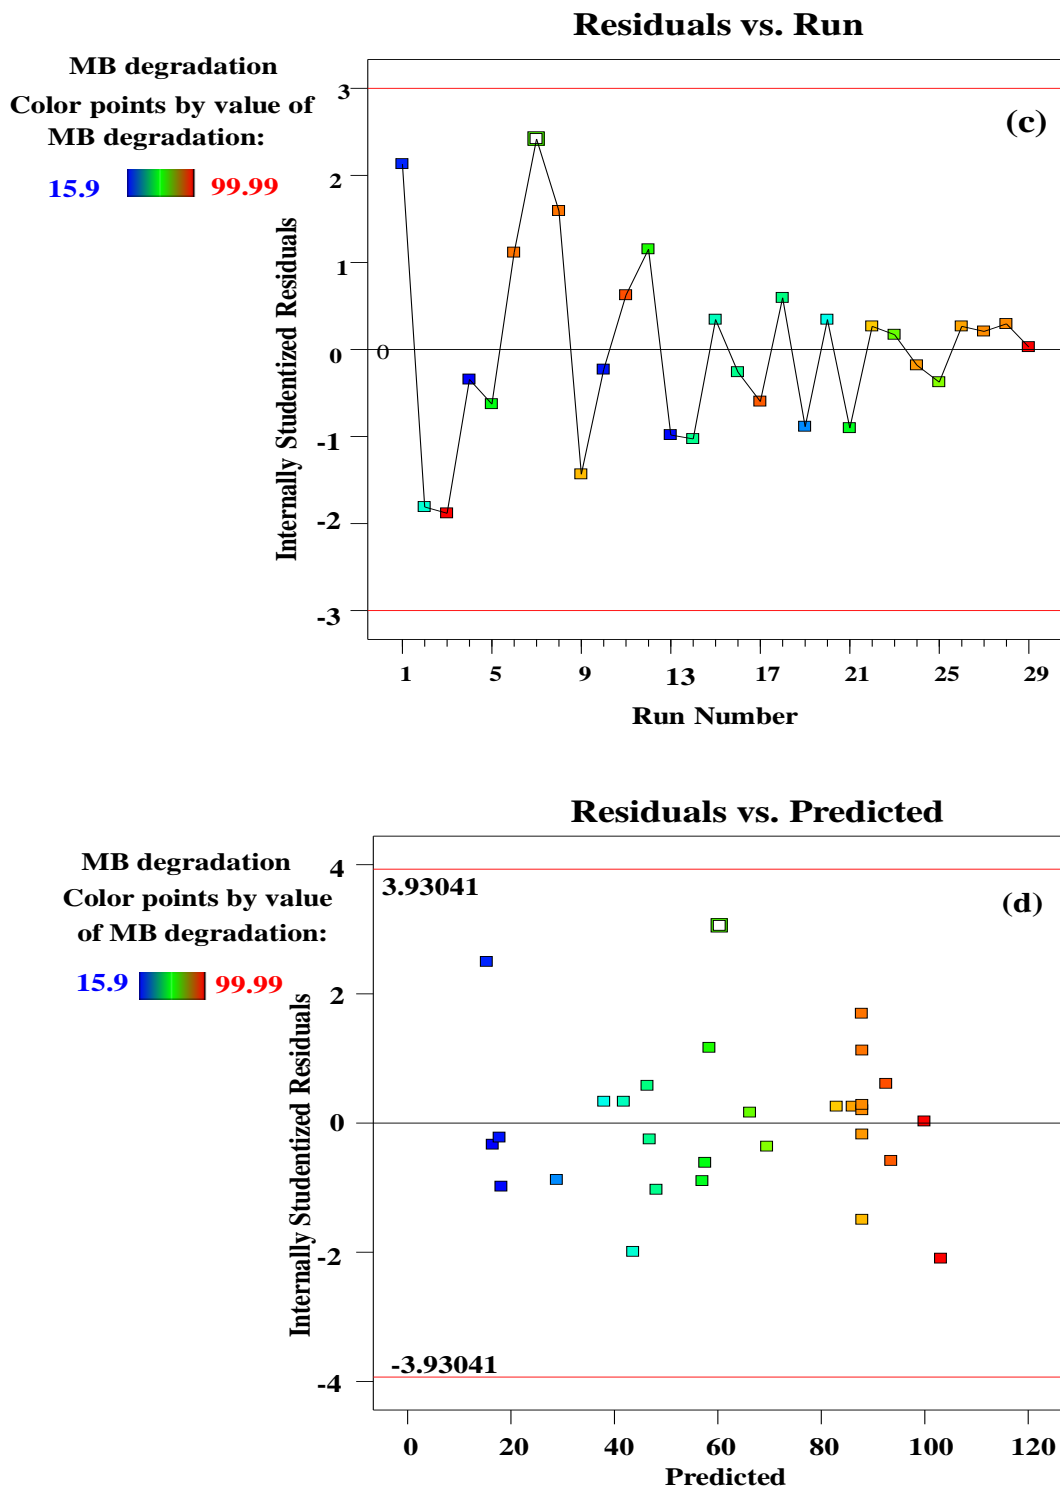 Residuals vs. Run
MB degradation
Color points by value of
MB degradation:
15.9 99.99
(c)
Internally Studentized Residuals
3
2
1
0
0
-1
-2
-3
1 5 9 13 17 21 25 29
Run Number
Residuals vs. Predicted
MB degradation
Color points by value
of MB degradation:
15.9 99.99
(d)
Internally Studentized Residuals
4
3.93041
2
0
-2
-3.93041
-4
0 20 40 60 80 100 120
Predicted